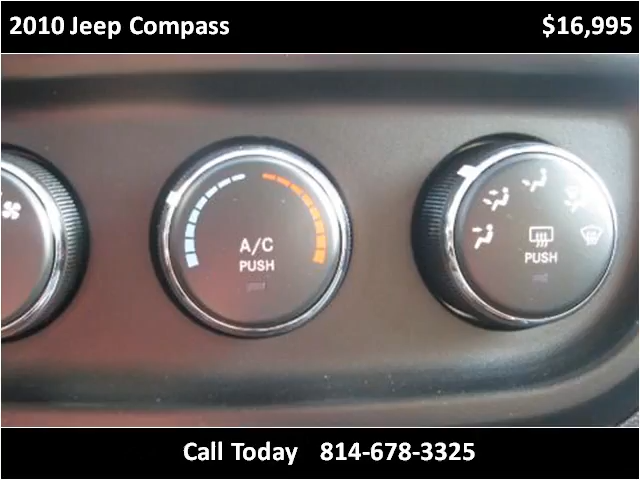 2010 Jeep Compass $16,995
A/C
PUSH
PUSH
Call Today 814-678-3325